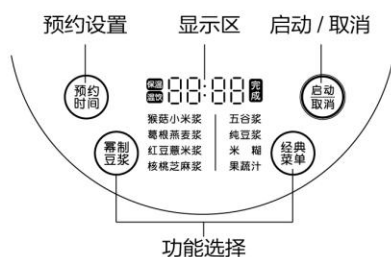 预约设置 显示区 启动/取消
预约时间
保温
温饮
88:88
完成
启动
取消
猴菇小米浆 五谷浆
葛根燕麦浆 纯豆浆
红豆薏米浆 米 糊
核桃芝麻浆 果蔬汁
幂制豆浆
经典菜单
功能选择